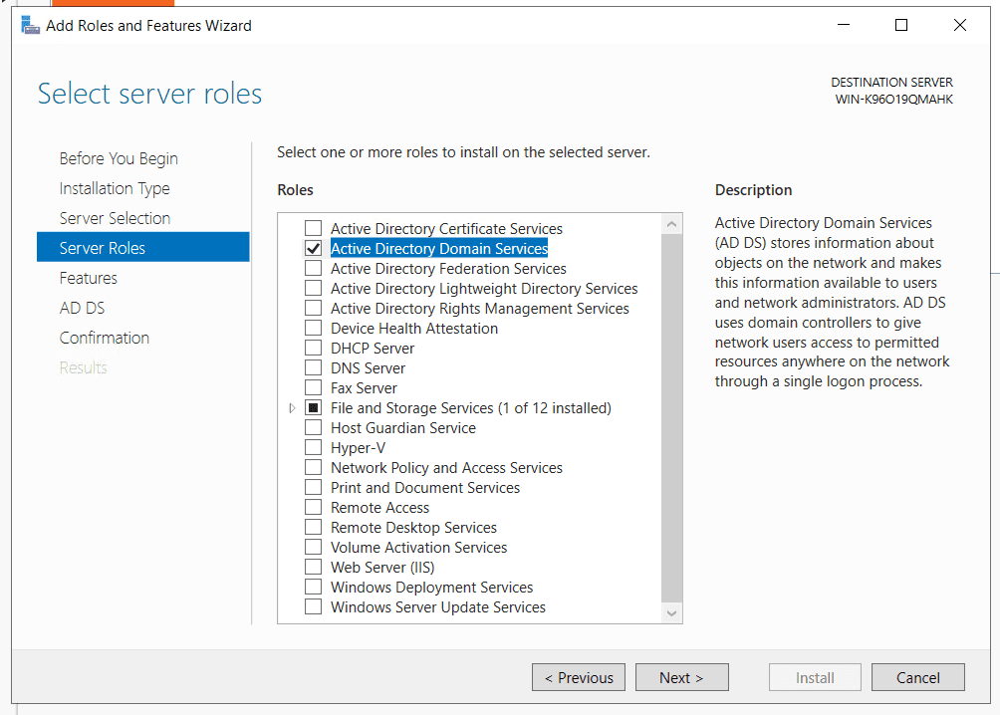 Add Roles and Features Wizard
Select server roles
DESTINATION SERVER
WIN-K96O19QMAHK
Before You Begin
Installation Type
Server Selection
Server Roles
Features
AD DS
Confirmation
Results
Select one or more roles to install on the selected server.
Roles
Active Directory Certificate Services
Active Directory Domain Services
Active Directory Federation Services
Active Directory Lightweight Directory Services
Active Directory Rights Management Services
Device Health Attestation
DHCP Server
DNS Server
Fax Server
File and Storage Services (1 of 12 installed)
Host Guardian Service
Hyper-V
Network Policy and Access Services
Print and Document Services
Remote Access
Remote Desktop Services
Volume Activation Services
Web Server (IIS)
Windows Deployment Services
Windows Server Update Services
Description
Active Directory Domain Services
(AD DS) stores information about
objects on the network and makes
this information available to users
and network administrators. AD DS
uses domain controllers to give
network users access to permitted
resources anywhere on the network
through a single logon process.
< Previous
Next >
Install
Cancel